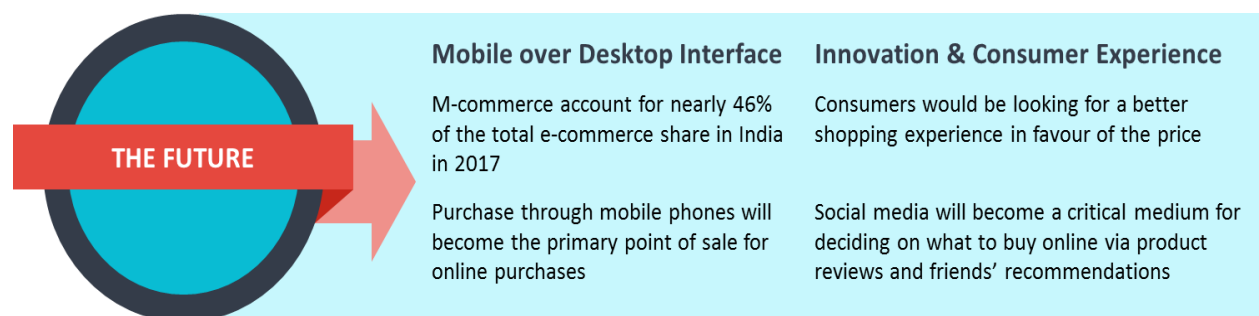 THE FUTURE
Mobile over Desktop Interface
M-commerce account for nearly 46%
of the total e-commerce share in India
in 2017
Purchase through mobile phones will
become the primary point of sale for
online purchases
Innovation & Consumer Experience
Consumers would be looking for a better
shopping experience in favour of the price
Social media will become a critical medium for
deciding on what to buy online via product
reviews and friends’ recommendations